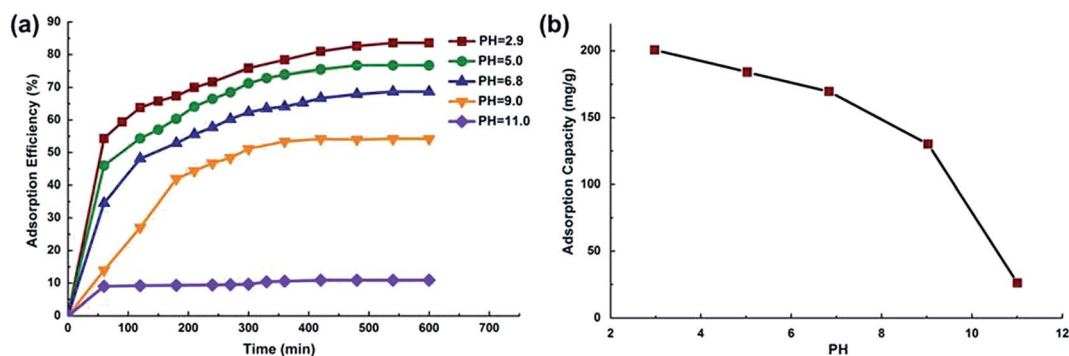 (a)
Adsorption Efficiency (%)
90
80
70
60
50
40
30
20
10
0
0 100 200 300 400 500 600 700
Time (min)
PH=2.9
PH=5.0
PH=6.8
PH=9.0
PH=11.0
(b)
Adsorption Capacity (mg/g)
200
150
100
50
0
2 4 6 8 10 12
PH